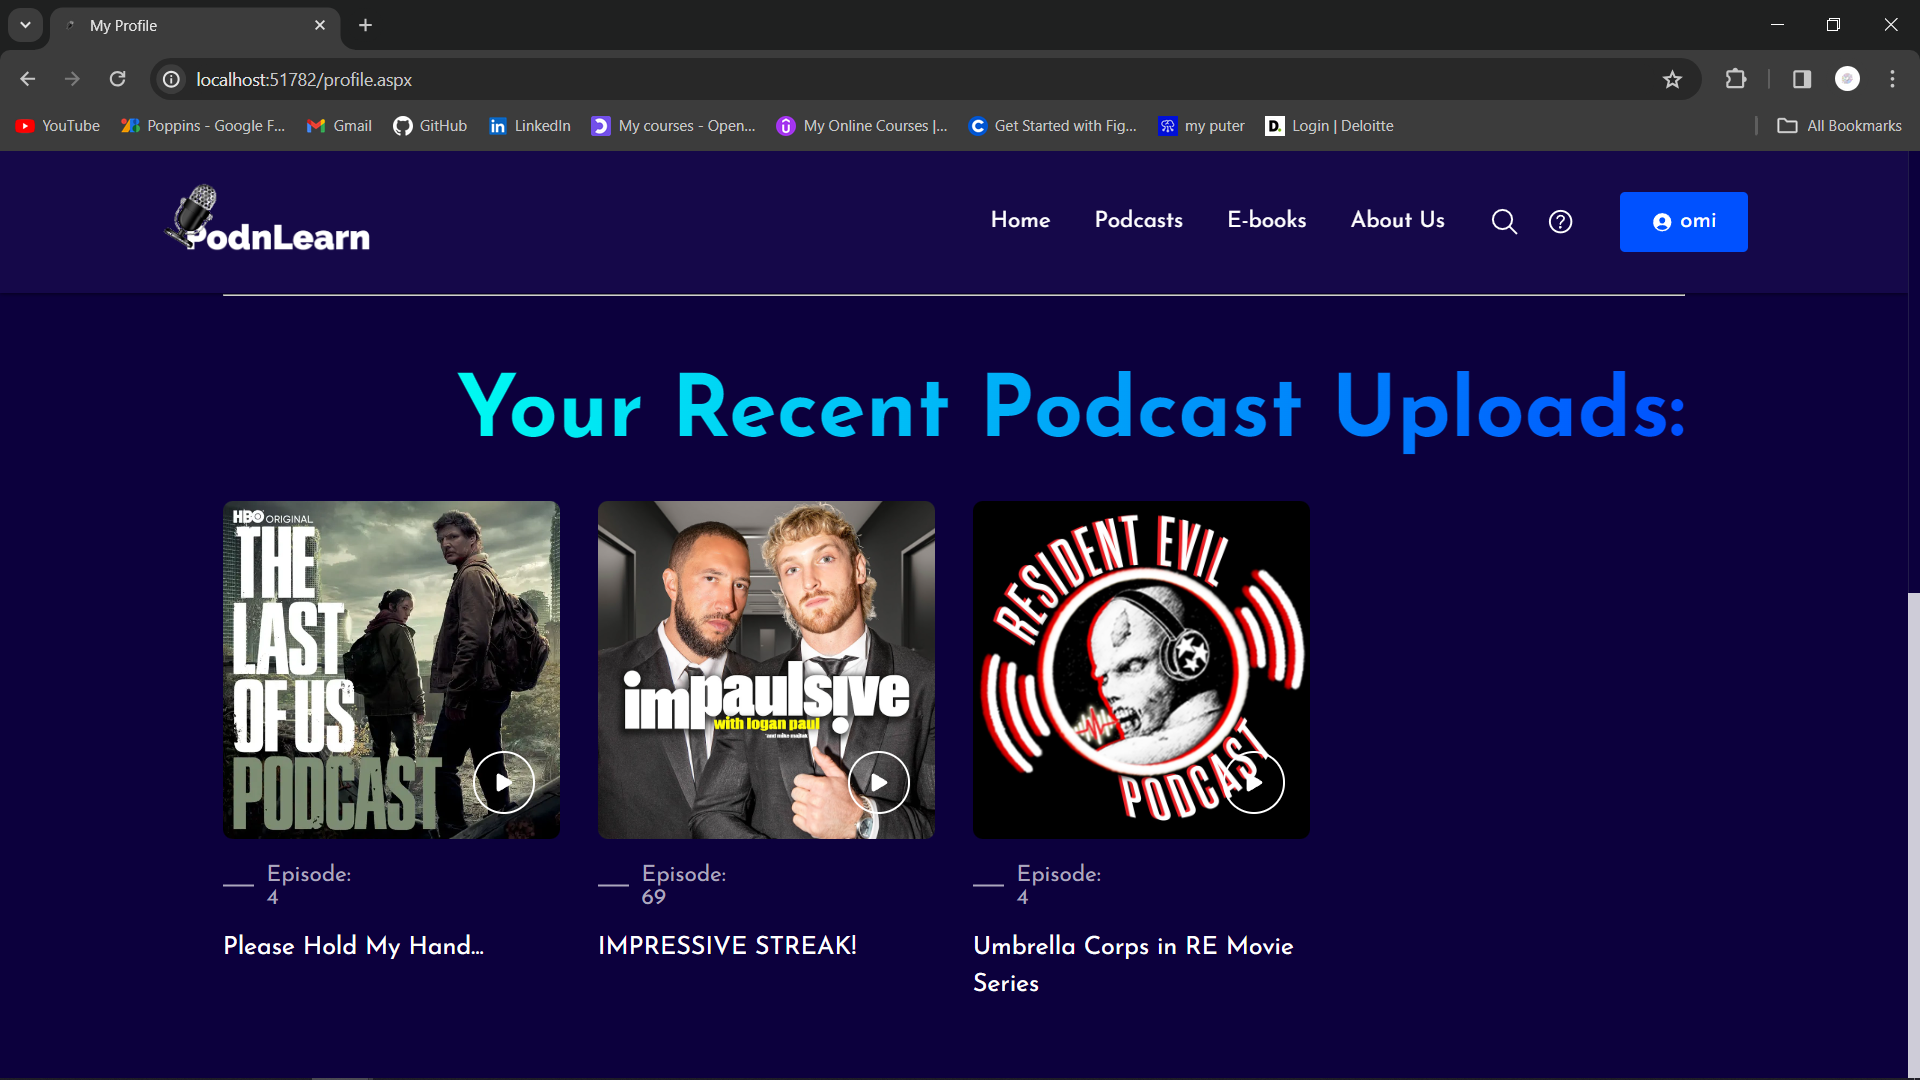 My Profile
localhost:51782/profile.aspx
YouTube
Poppins - Google F...
Gmail
GitHub
LinkedIn
My courses - Open...
My Online Courses |...
Get Started with Fig...
my puter
Login | Deloitte
All Bookmarks
PodnLearn
Home
Podcasts
E-books
About Us
omi
Your Recent Podcast Uploads:
HBO ORIGINAL
THE
LAST
OF US
PODCAST
impaulsive
with logan paul
*and mike majlak
RESIDENT EVIL
PODCAST
Episode:
4
Please Hold My Hand...
Episode:
69
IMPRESSIVE STREAK!
Episode:
4
Umbrella Corps in RE Movie
Series